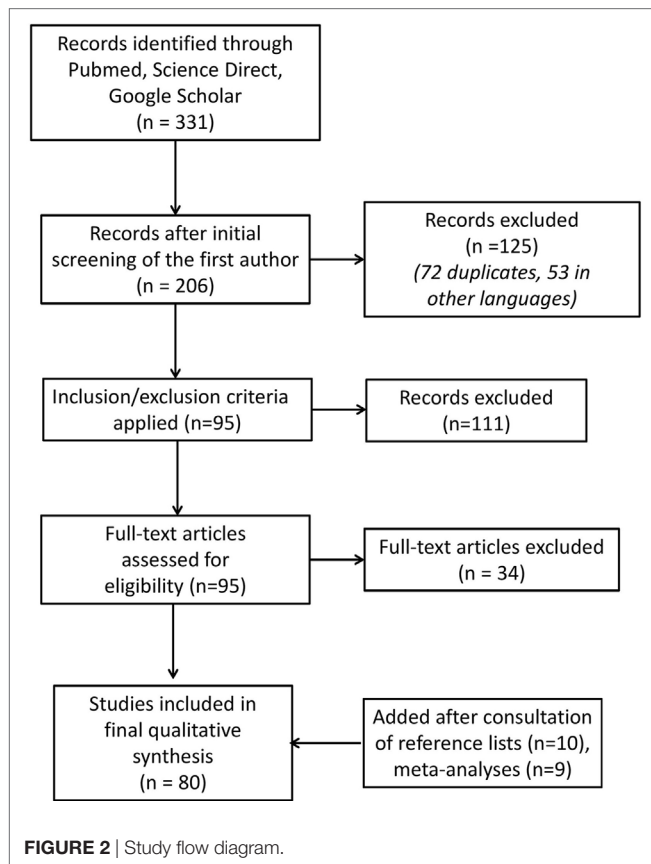 Records identified through
Pubmed, Science Direct,
Google Scholar
(n = 331)
Records after initial
screening of the first author
(n = 206)
Records excluded
(n =125)
(72 duplicates, 53 in
other languages)
Inclusion/exclusion criteria
applied (n=95)
Records excluded
(n=111)
Full-text articles
assessed for
eligibility (n=95)
Full-text articles excluded
(n = 34)
Studies included in
final qualitative
synthesis
(n = 80)
Added after consultation
of reference lists (n=10),
meta-analyses (n=9)
FIGURE 2 | Study flow diagram.